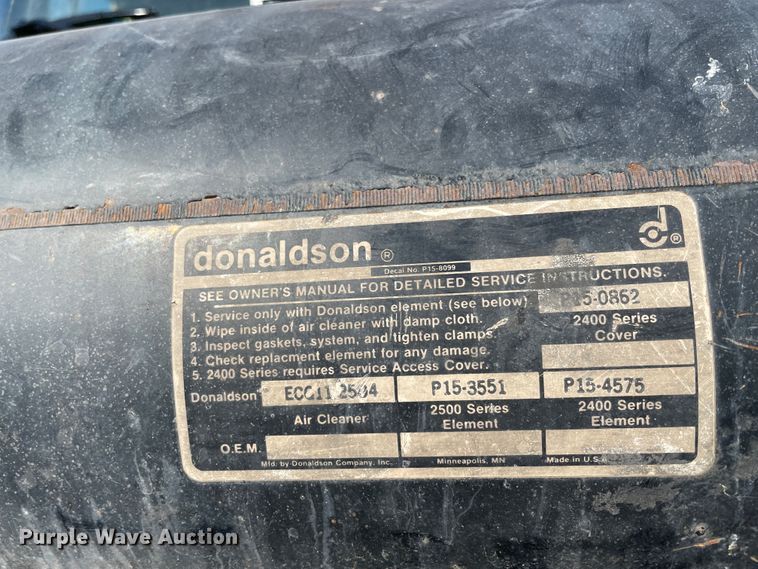 donaldson ®
®
Decal No. P15-8099
SEE OWNER'S MANUAL FOR DETAILED SERVICE INSTRUCTIONS.
1. Service only with Donaldson element (see below)
2. Wipe inside of air cleaner with damp cloth.
3. Inspect gaskets, system, and tighten clamps.
4. Check replacment element for any damage.
5. 2400 Series requires Service Access Cover.
P15-0862
2400 Series
Cover
Donaldson P15-3551 P15-4575
Air Cleaner 2500 Series Element 2400 Series Element
O.E.M.
Mfd. by Donaldson Company, Inc. Minneapolis, MN Made in U.S.A.
Purple Wave Auction®